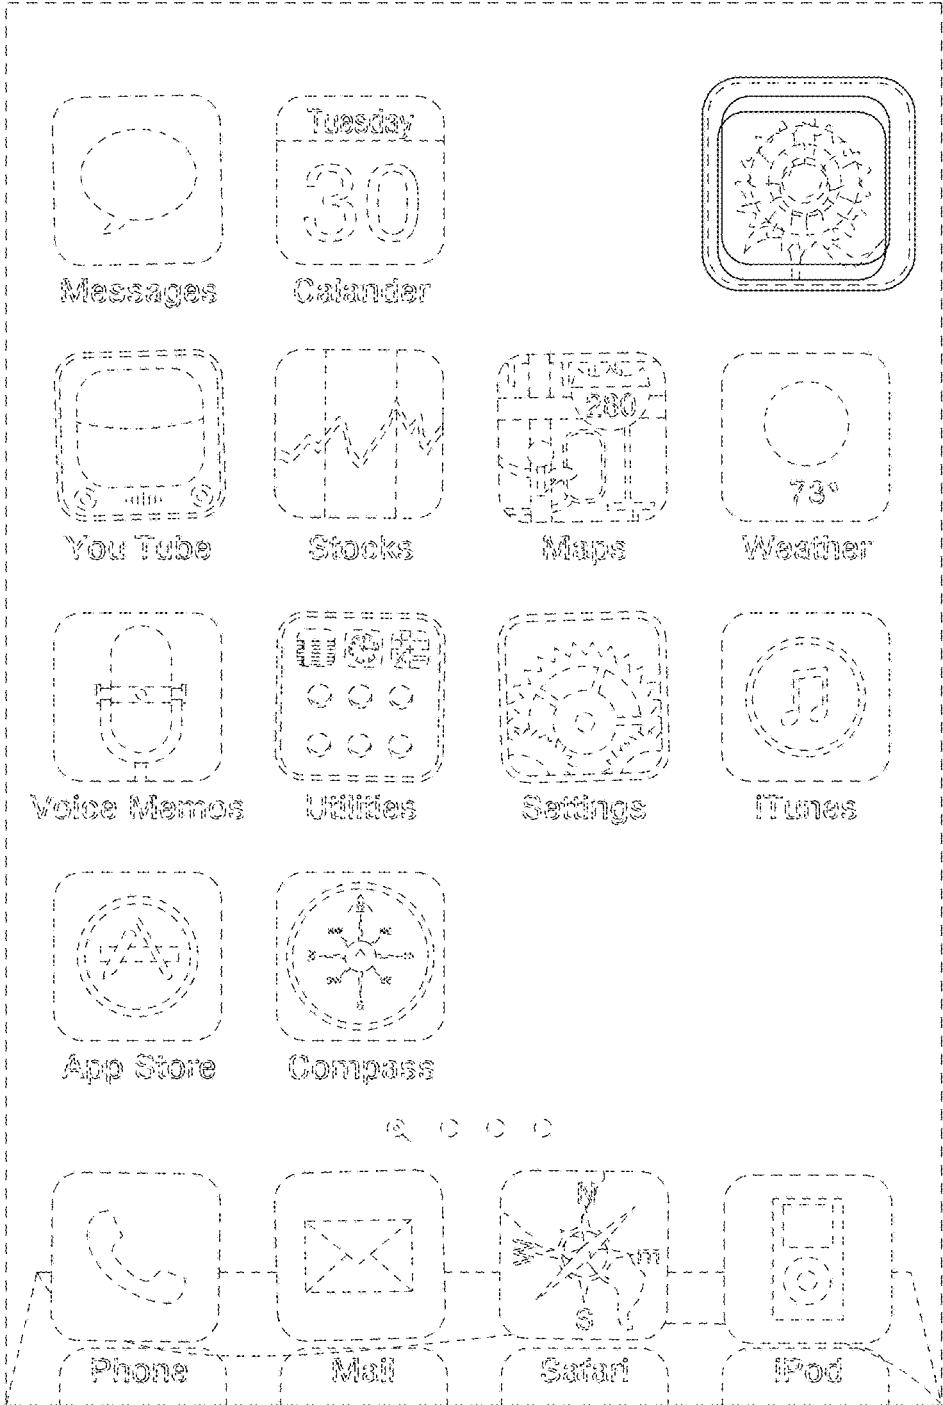 Tuesday
30
Messages Calander
280
73°
You Tube Stocks Maps Weather
Voice Memos Utilities Settings iTunes
App Store Compass
N
W m
S
Phone Mail Safari iPod